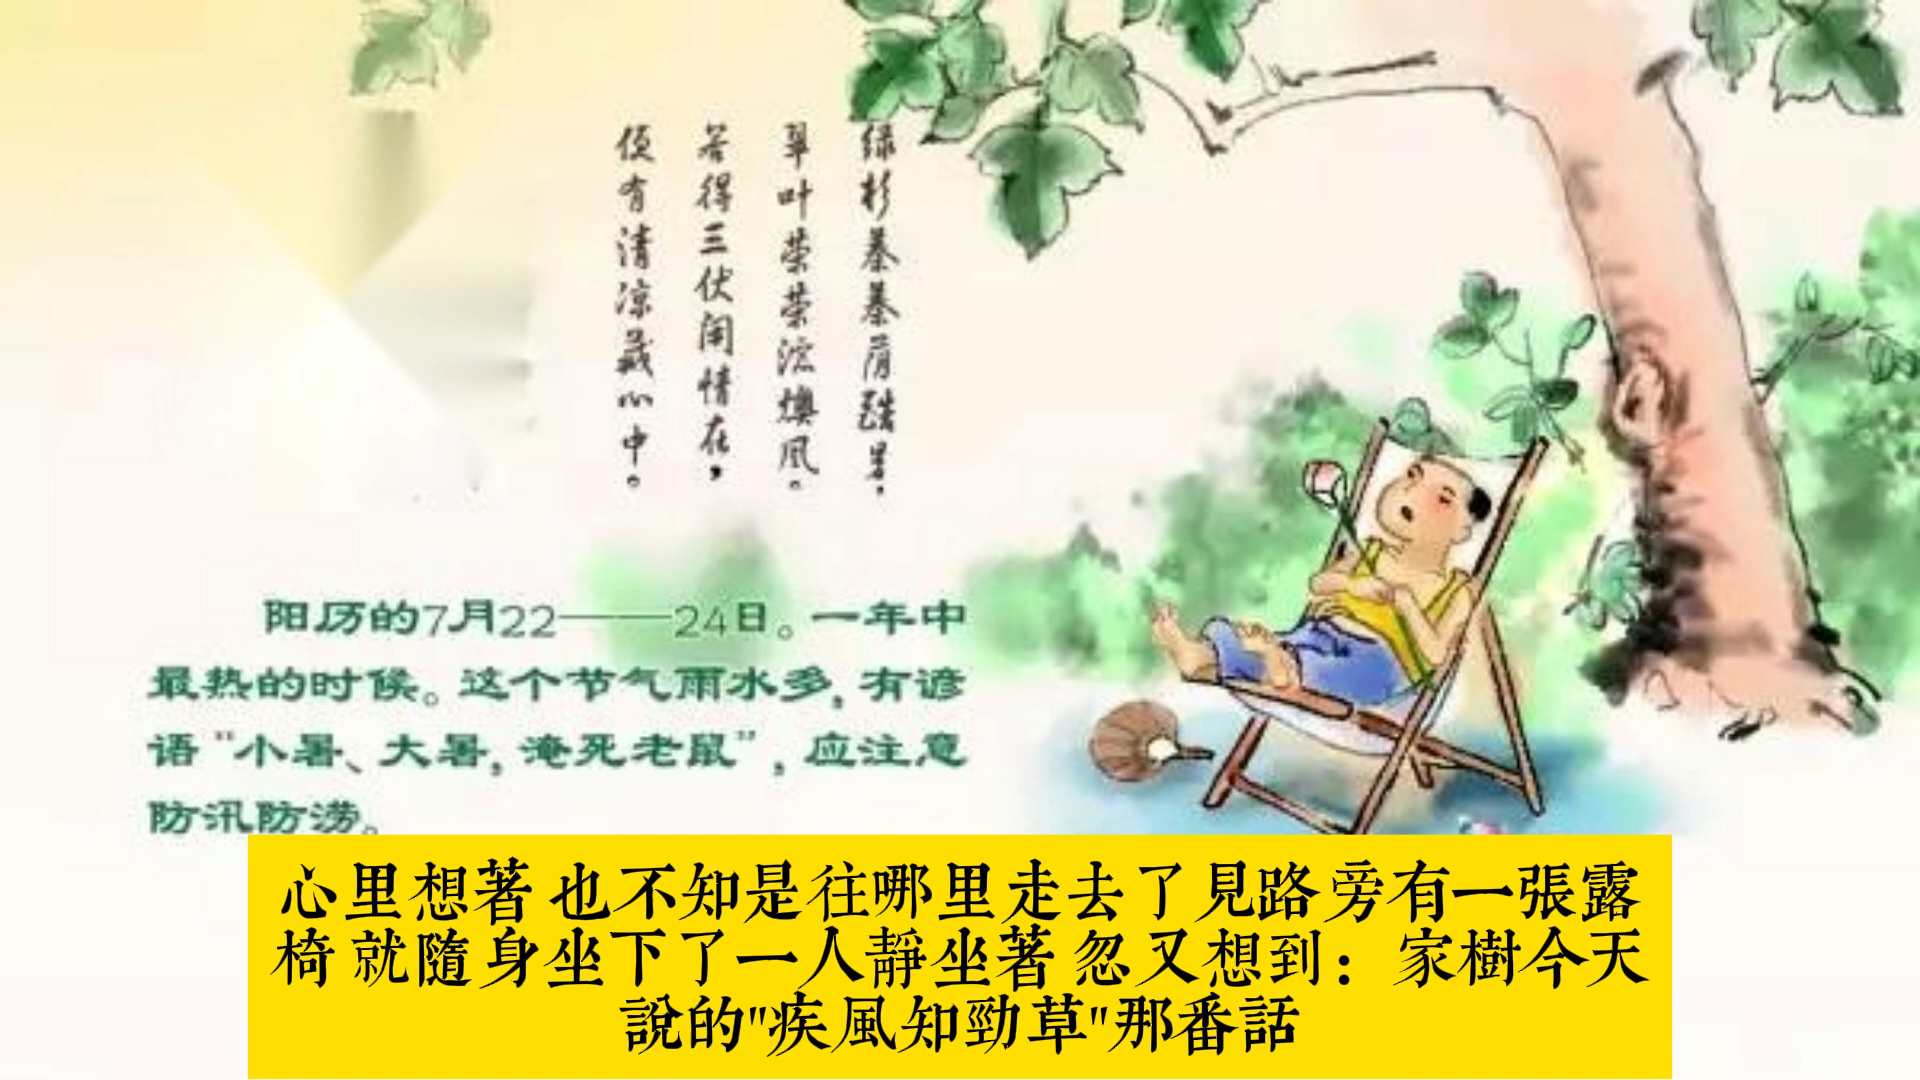 绿杉蓁蓁荫酷暑，
翠叶荣荣燠风。
若得三伏闲情在，
便有清凉藏心中。
阳历的7月22——24日。一年中
最热的时候。这个节气雨水多，有谚
语“小暑、大暑，淹死老鼠”，应注意
防汛防涝。
心里想著 也不知是往哪里走去了見路旁有一張露
椅 就隨身坐下了一人靜坐著 忽又想到：家樹今天
說的"疾風知勁草"那番話